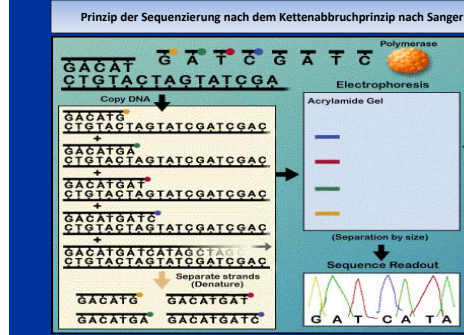 Prinzip der Sequenzierung nach dem Kettenabbruchprinzip nach Sanger
Polymerase
G A T C G A T C
GACAT
CTGTACTAGTATCGA
Copy DNA
Electrophoresis
Acrylamide Gel
GACATG
CTGTACTAGTATCGATCGAC
+
GACATGA
CTGTACTAGTATCGATCGAC
+
GACATGAT
CTGTACTAGTATCGATCGAC
+
GACATGATC
CTGTACTAGTATCGATCGAC
+
GACATGATCATAGCTAGC
CTGTACTAGTATCGATCGAC
(Separation by size)
Separate strands
(Denature)
Sequence Readout
GACATG GACATGAT
GACATGA GACATGATC
G A T C A T A